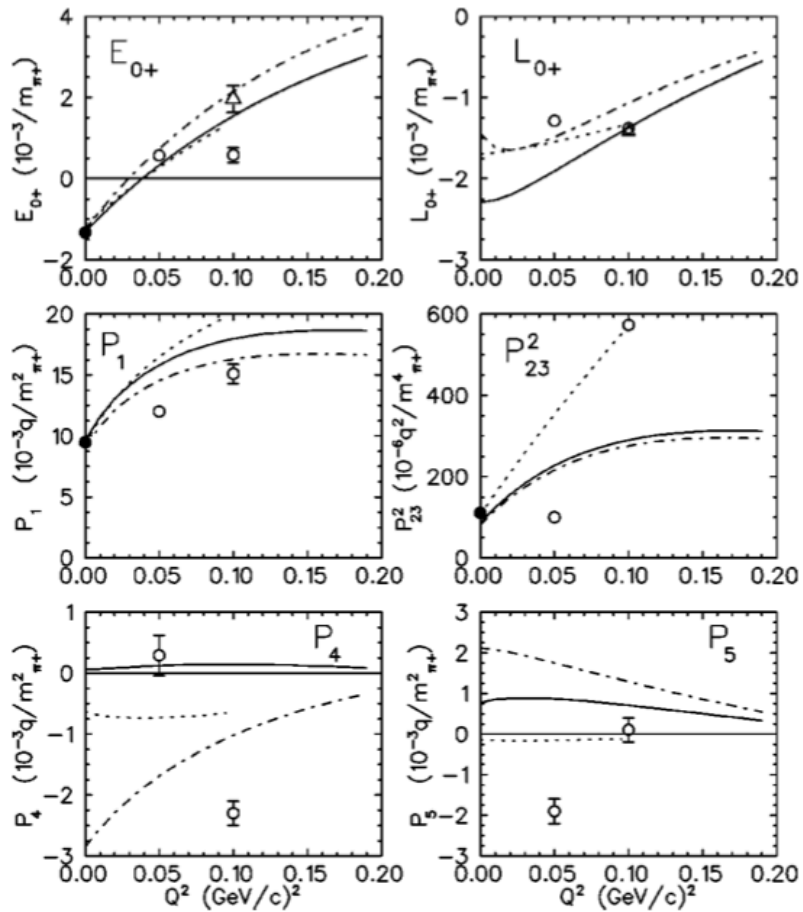 E₀₊
E₀₊ (10⁻³/mπ+)
4
2
0
−2
0.00 0.05 0.10 0.15 0.20
L₀₊
L₀₊ (10⁻³/mπ+)
−0
−1
−2
−3
0.00 0.05 0.10 0.15 0.20
P₁
P₁ (10⁻³q/m²π+)
20
15
10
5
0
0.00 0.05 0.10 0.15 0.20
P²₂₃
P²₂₃ (10⁻⁶q²/m⁴π+)
600
400
200
0
0.00 0.05 0.10 0.15 0.20
P₄
P₄ (10⁻³q/m²π+)
1
0
−1
−2
−3
0.00 0.05 0.10 0.15 0.20
Q² (GeV/c)²
P₅
P₅ (10⁻³q/m²π+)
3
2
1
0
−1
−2
−3
0.00 0.05 0.10 0.15 0.20
Q² (GeV/c)²